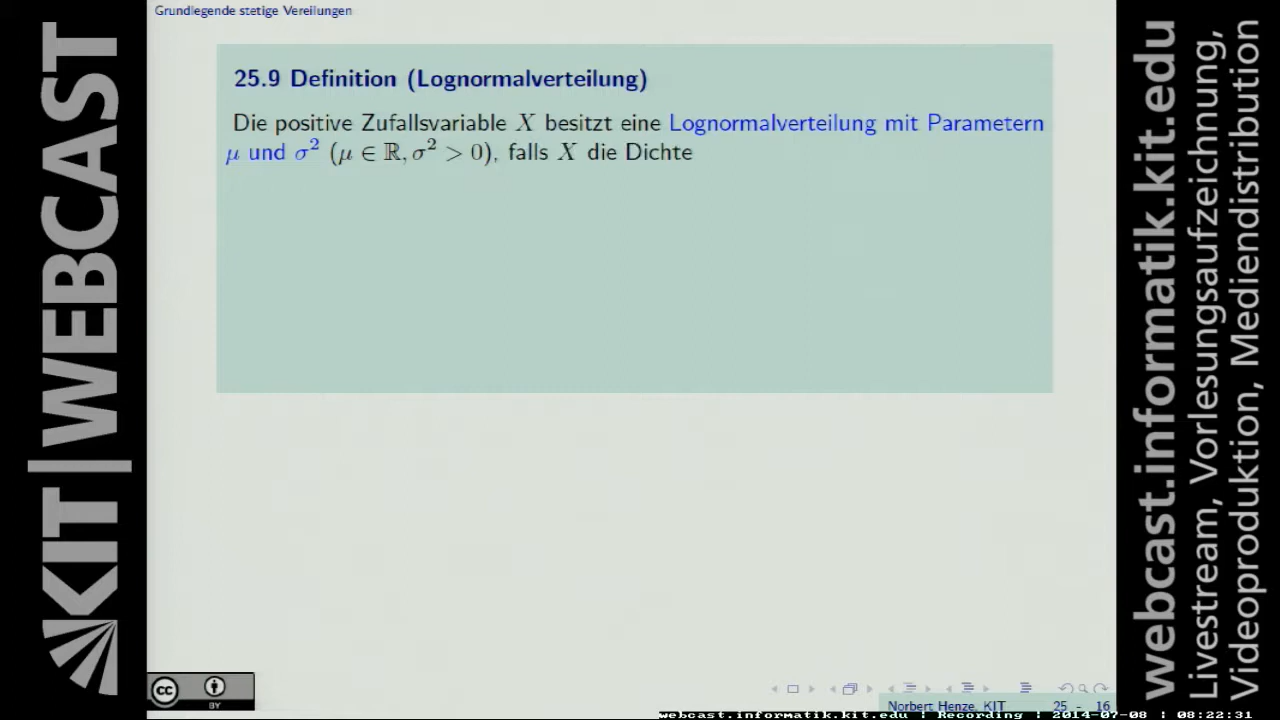 Grundlegende stetige Vereilungen
25.9 Definition (Lognormalverteilung)
Die positive Zufallsvariable X besitzt eine Lognormalverteilung mit Parametern
μ und σ² (μ ∈ ℝ, σ² > 0), falls X die Dichte
KIT|WEBCAST
webcast.informatik.kit.edu
Livestream, Vorlesungsaufzeichnung,
Videoproduktion, Mediendistribution
cc
BY
Norbert Henze, KIT 25 - 16
webcast.informatik.kit.edu | Recording | 2014-07-08 | 08:22:31